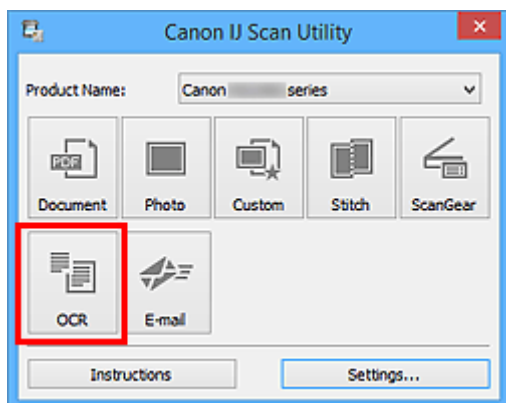 Canon IJ Scan Utility
Product Name: Canon series
Document Photo Custom Stitch ScanGear
PDF
OCR E-mail
Instructions Settings...